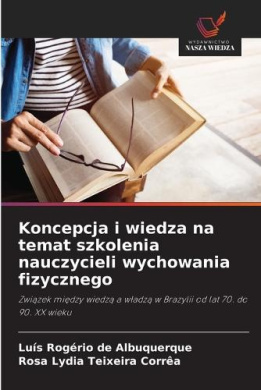 WYDAWNICTWO
NASZA WIEDZA
Koncepcja i wiedza na
temat szkolenia
nauczycieli wychowania
fizycznego
Związek między wiedzą a władzą w Brazylii od lat 70. do
90. XX wieku
Luís Rogério de Albuquerque
Rosa Lydia Teixeira Corrêa